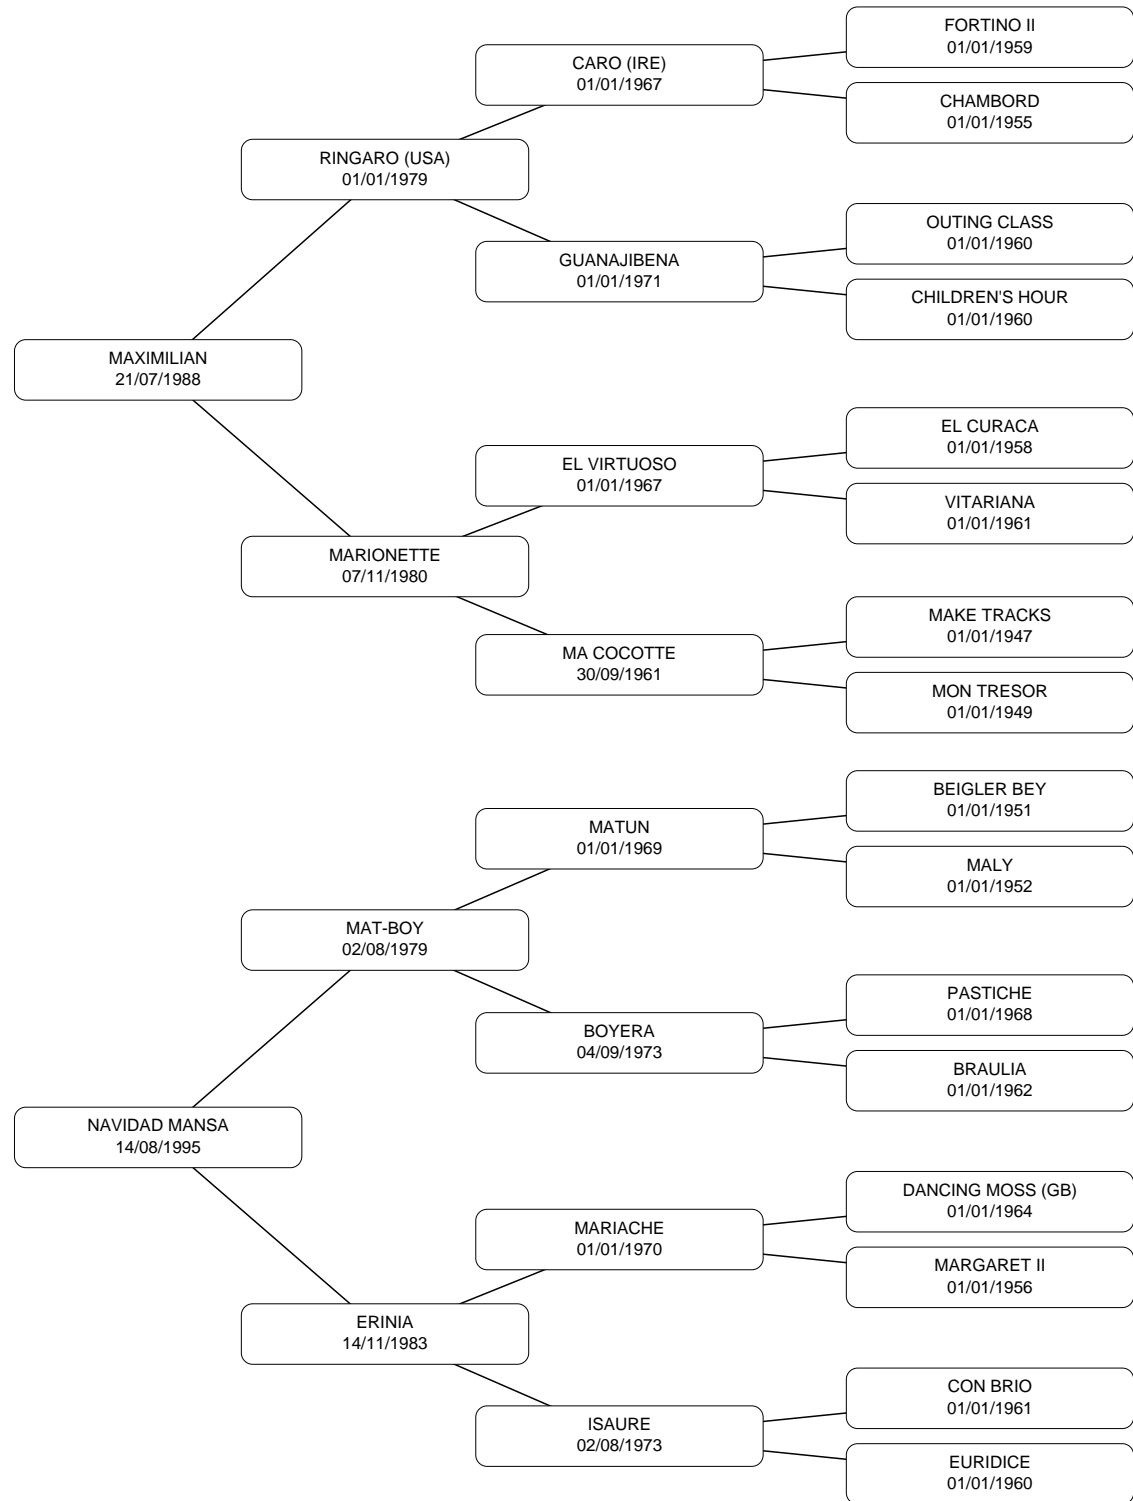 FORTINO II
01/01/1959
CARO (IRE)
01/01/1967
CHAMBORD
01/01/1955
RINGARO (USA)
01/01/1979
OUTING CLASS
01/01/1960
GUANAJIBENA
01/01/1971
CHILDREN'S HOUR
01/01/1960
MAXIMILIAN
21/07/1988
EL CURACA
01/01/1958
EL VIRTUOSO
01/01/1967
VITARIANA
01/01/1961
MARIONETTE
07/11/1980
MAKE TRACKS
01/01/1947
MA COCOTTE
30/09/1961
MON TRESOR
01/01/1949
BEIGLER BEY
01/01/1951
MATUN
01/01/1969
MALY
01/01/1952
MAT-BOY
02/08/1979
PASTICHE
01/01/1968
BOYERA
04/09/1973
BRAULIA
01/01/1962
NAVIDAD MANSA
14/08/1995
DANCING MOSS (GB)
01/01/1964
MARIACHE
01/01/1970
MARGARET II
01/01/1956
ERINIA
14/11/1983
CON BRIO
01/01/1961
ISAURE
02/08/1973
EURIDICE
01/01/1960